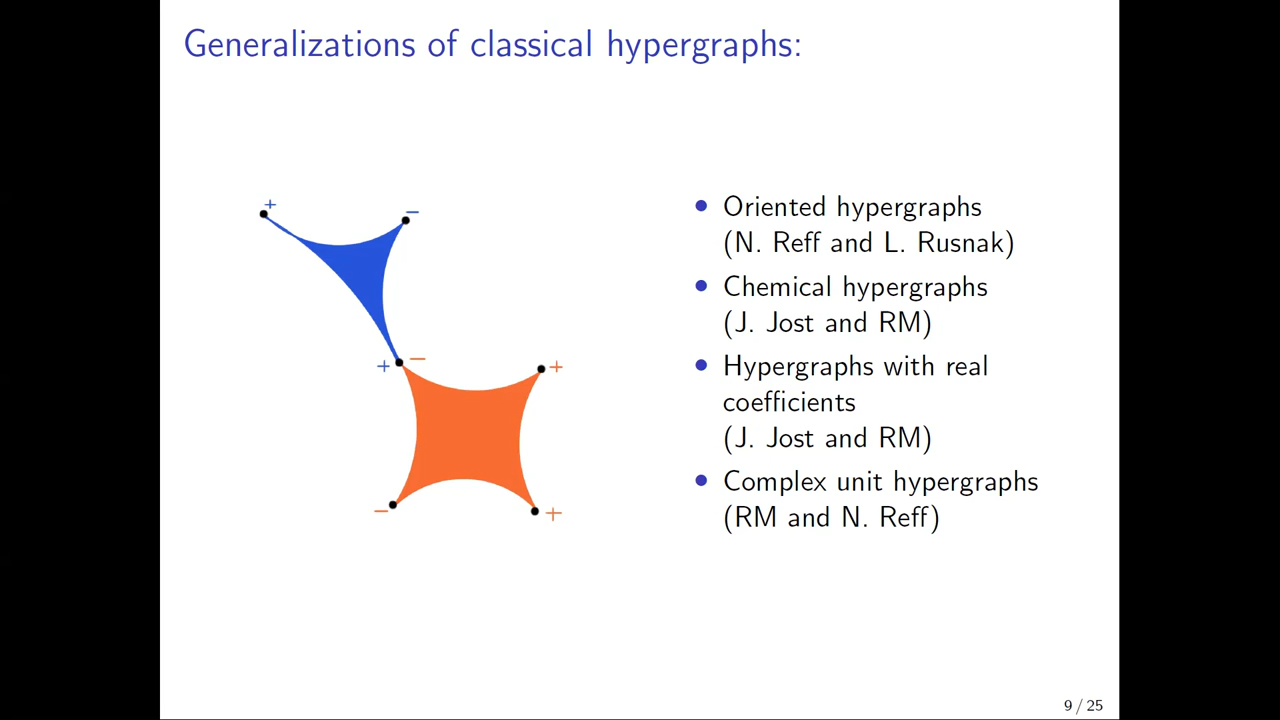 Generalizations of classical hypergraphs:
+
−
+ −
+
−
+
• Oriented hypergraphs
(N. Reff and L. Rusnak)
• Chemical hypergraphs
(J. Jost and RM)
• Hypergraphs with real
coefficients
(J. Jost and RM)
• Complex unit hypergraphs
(RM and N. Reff)
9 / 25